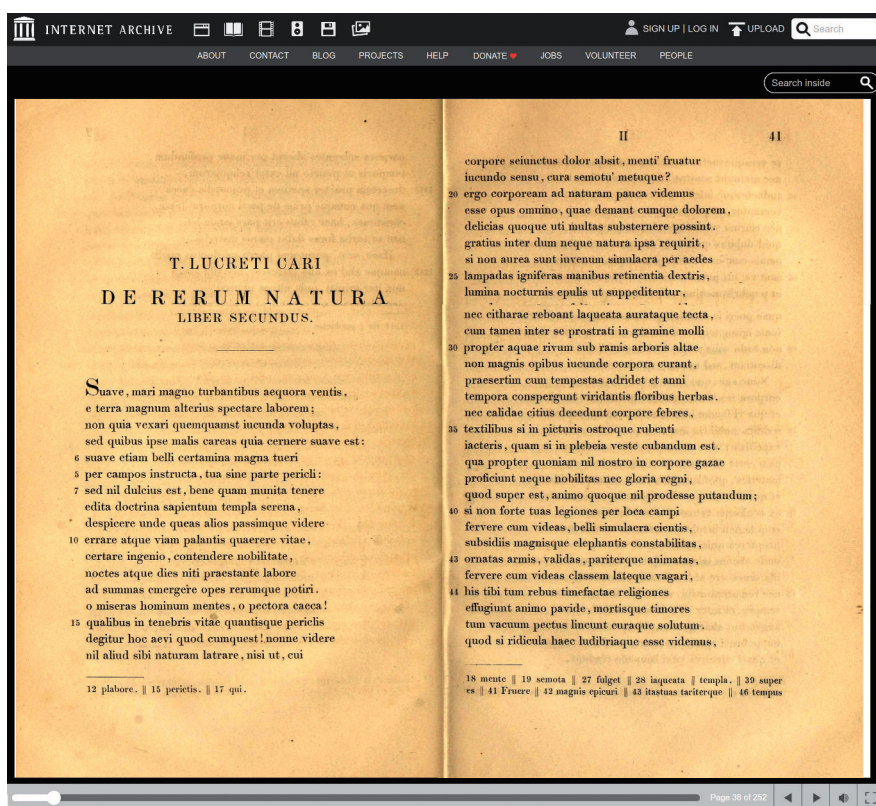 INTERNET ARCHIVE
SIGN UP | LOG IN UPLOAD Search
ABOUT CONTACT BLOG PROJECTS HELP DONATE JOBS VOLUNTEER PEOPLE
Search inside
T. LUCRETI CARI
DE RERUM NATURA
LIBER SECUNDUS.
Suave, mari magno turbantibus aequora ventis,
e terra magnum alterius spectare laborem;
non quia vexari quemquamst iucunda voluptas,
sed quibus ipse malis careas quia cernere suave est:
6 suave etiam belli certamina magna tueri
5 per campos instructa, tua sine parte pericli:
7 sed nil dulcius est, bene quam munita tenere
edita doctrina sapientum templa serena,
despicere unde queas alios passimque videre
10 errare atque viam palantis quaerere vitae,
certare ingenio, contendere nobilitate,
noctes atque dies niti praestante labore
ad summas emergere opes rerumque potiri.
o miseras hominum mentes, o pectora caeca!
15 qualibus in tenebris vitae quantisque periclis
degitur hoc aevi quod cumquest! nonne videre
nil aliud sibi naturam latrare, nisi ut, cui
12 plabore. || 15 perictis. || 17 qui.
II 41
corpore seiunctus dolor absit, menti' fruatur
iucundo sensu, cura semotu' metuque?
20 ergo corpoream ad naturam pauca videmus
esse opus omnino, quae demant cumque dolorem,
delicias quoque uti multas substernere possint.
gratius inter dum neque natura ipsa requirit,
si non aurea sunt iuvenum simulacra per aedes
25 lampadas igniferas manibus retinentia dextris,
lumina nocturnis epulis ut suppeditentur,
nec citharae reboant laqueata aurataque tecta,
cum tamen inter se prostrati in gramine molli
30 propter aquae rivum sub ramis arboris altae
non magnis opibus iucunde corpora curant,
praesertim cum tempestas adridet et anni
tempora conspergunt viridantis floribus herbas.
nec calidae citius decedunt corpore febres,
35 textilibus si in picturis ostroque rubenti
iacteris, quam si in plebeia veste cubandum est.
qua propter quoniam nil nostro in corpore gazae
proficiunt neque nobilitas nec gloria regni,
quod super est, animo quoque nil prodesse putandum;
40 si non forte tuas legiones per loca campi
fervere cum videas, belli simulacra cientis,
subsidiis magnisque elephantis constabilitas,
43 ornatas armis, validas, pariterque animatas,
fervere cum videas classem lateque vagari,
44 his tibi tum rebus timefactae religiones
effugiunt animo pavide, mortisque timores
tum vacuum pectus lincunt curaque solutum.
quod si ridicula haec ludibriaque esse videmus,
18 mente || 19 semota || 27 fulget || 28 iaqueata || templa. || 39 super
es || 41 Fruere || 42 magnis epicuri || 43 itastuas tariterque || 46 tempus
Page 38 of 252